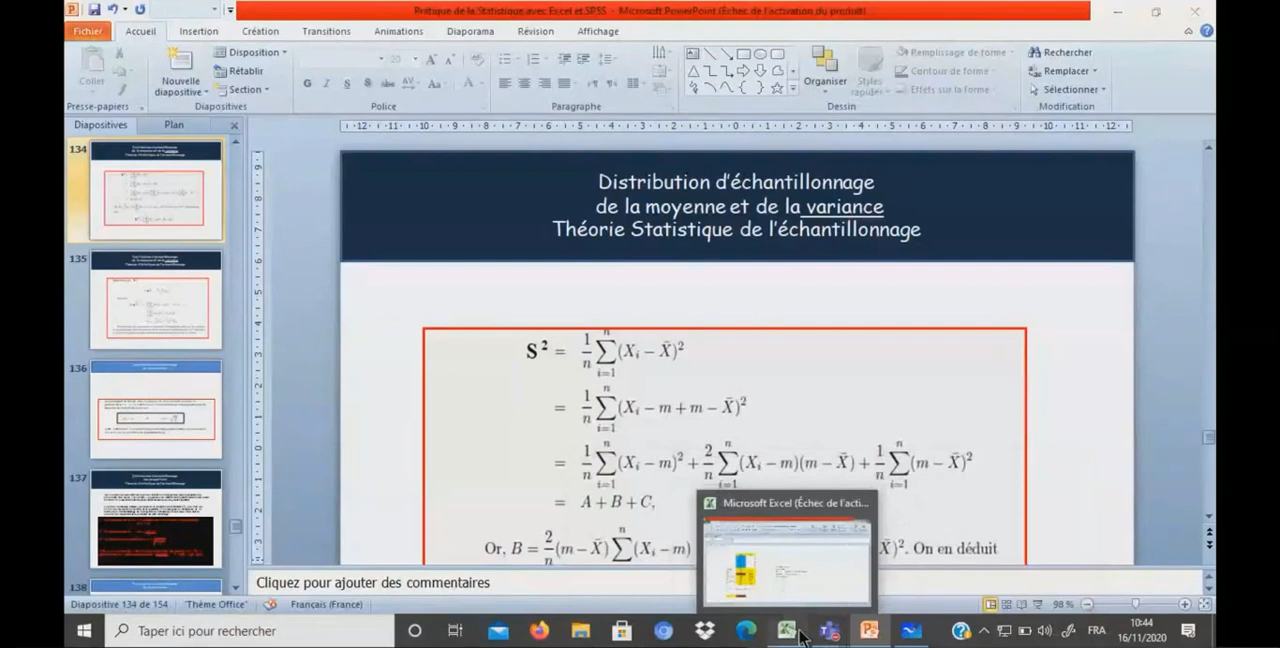 Pratique de la Statistique avec Excel et SPSS - Microsoft PowerPoint (Échec de l'activation du produit)
Fichier Accueil Insertion Création Transitions Animations Diaporama Révision Affichage
Coller
Nouvelle diapositive
Disposition
Rétablir
Section
20
G I S S abc AV Aa A
Organiser
Styles rapides
Remplissage de forme
Contour de forme
Effets sur la forme
Rechercher
Remplacer
Sélectionner
Presse-papiers Diapositives Police Paragraphe Dessin Modification
Diapositives Plan
134
135
136
137
138
Distribution d'échantillonnage
de la moyenne et de la variance
Théorie Statistique de l'échantillonnage
S² = 1/n ∑_{i=1}^{n} (X_i − X̄)²
= 1/n ∑_{i=1}^{n} (X_i − m + m − X̄)²
= 1/n ∑_{i=1}^{n} (X_i − m)² + 2/n ∑_{i=1}^{n} (X_i − m)(m − X̄) + 1/n ∑_{i=1}^{n} (m − X̄)²
= A + B + C,
Or, B = 2/n (m − X̄) ∑^{n} (X_i − m) X̄)². On en déduit
Microsoft Excel (Échec de l'acti...
Cliquez pour ajouter des commentaires
Diapositive 134 de 154 "Thème Office" Français (France) 98 %
Taper ici pour rechercher
FRA
10:44
16/11/2020